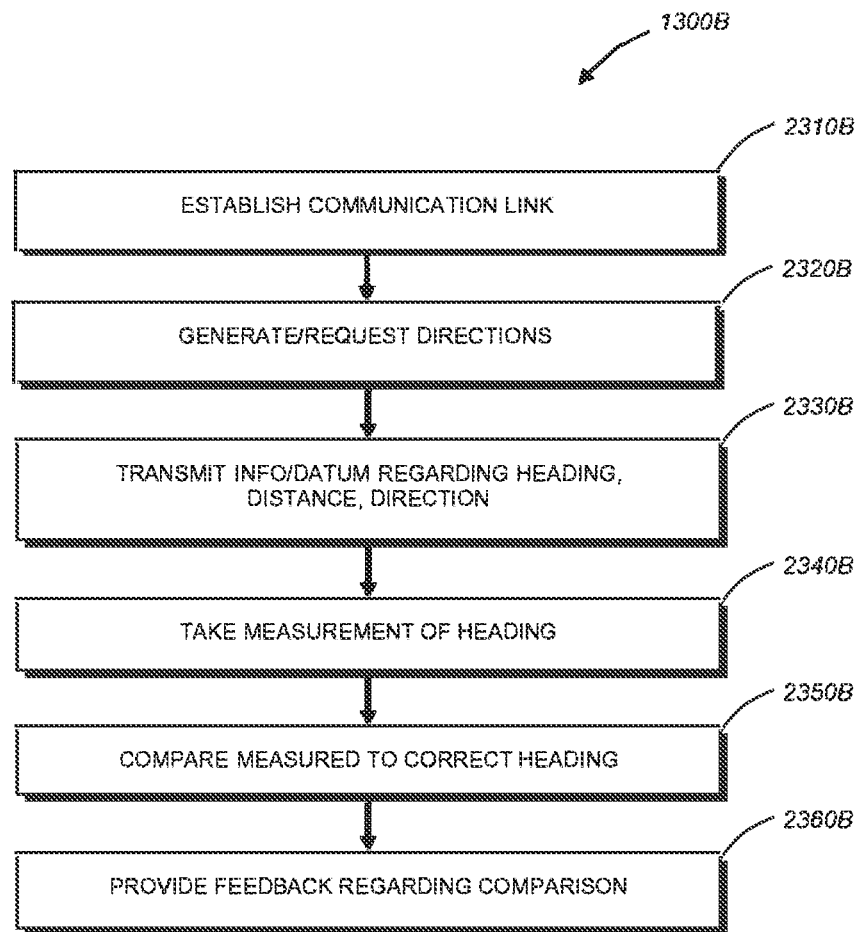 1300B
2310B
ESTABLISH COMMUNICATION LINK
2320B
GENERATE/REQUEST DIRECTIONS
2330B
TRANSMIT INFO/DATUM REGARDING HEADING,
DISTANCE, DIRECTION
2340B
TAKE MEASUREMENT OF HEADING
2350B
COMPARE MEASURED TO CORRECT HEADING
2360B
PROVIDE FEEDBACK REGARDING COMPARISON